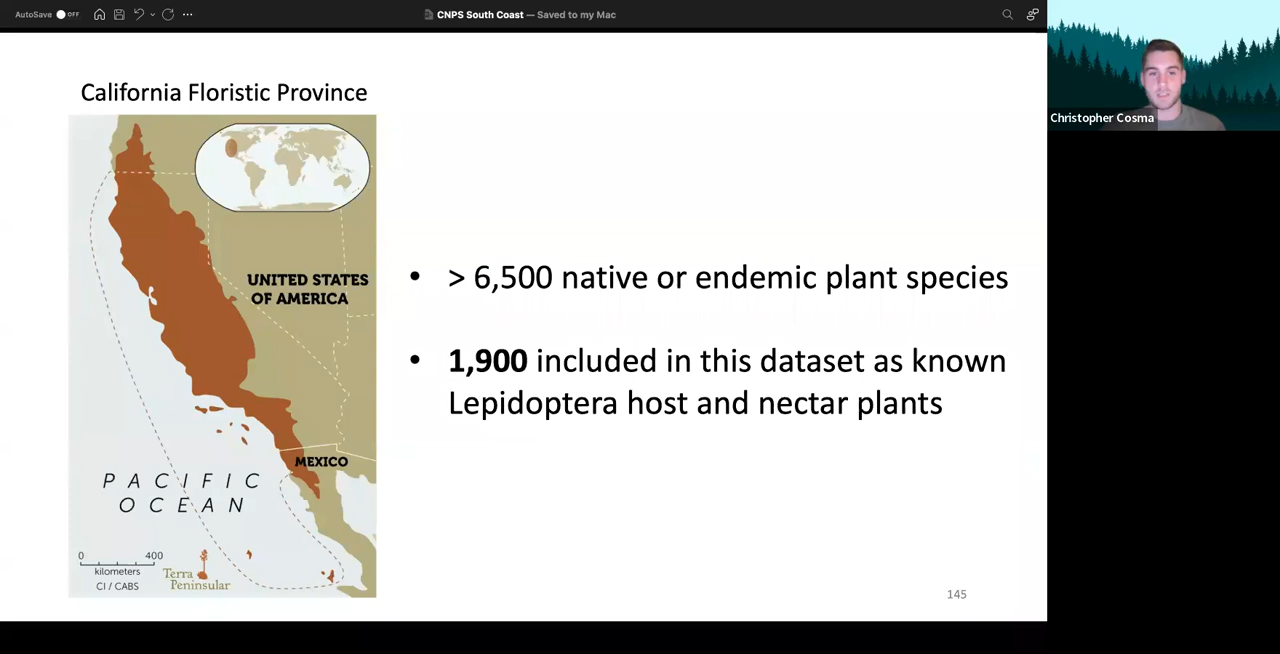 AutoSave OFF
CNPS South Coast — Saved to my Mac
Christopher Cosma
California Floristic Province
UNITED STATES
OF AMERICA
MEXICO
PACIFIC
OCEAN
0 400
kilometers
CI / CABS
Terra
Peninsular
• > 6,500 native or endemic plant species
• 1,900 included in this dataset as known
Lepidoptera host and nectar plants
145